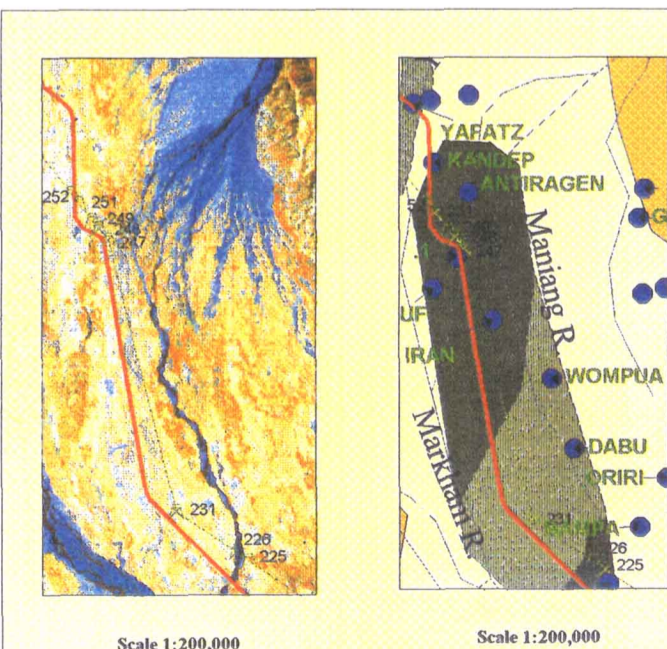 252
251
249
247
231
226
225
Scale 1:200,000
YAPATZ
KANDEP
ANTIRAGEN
G
Maniang R
UF
IRAN
WOMPUA
Markham R
DABU
ORIRI
231
26
225
Scale 1:200,000